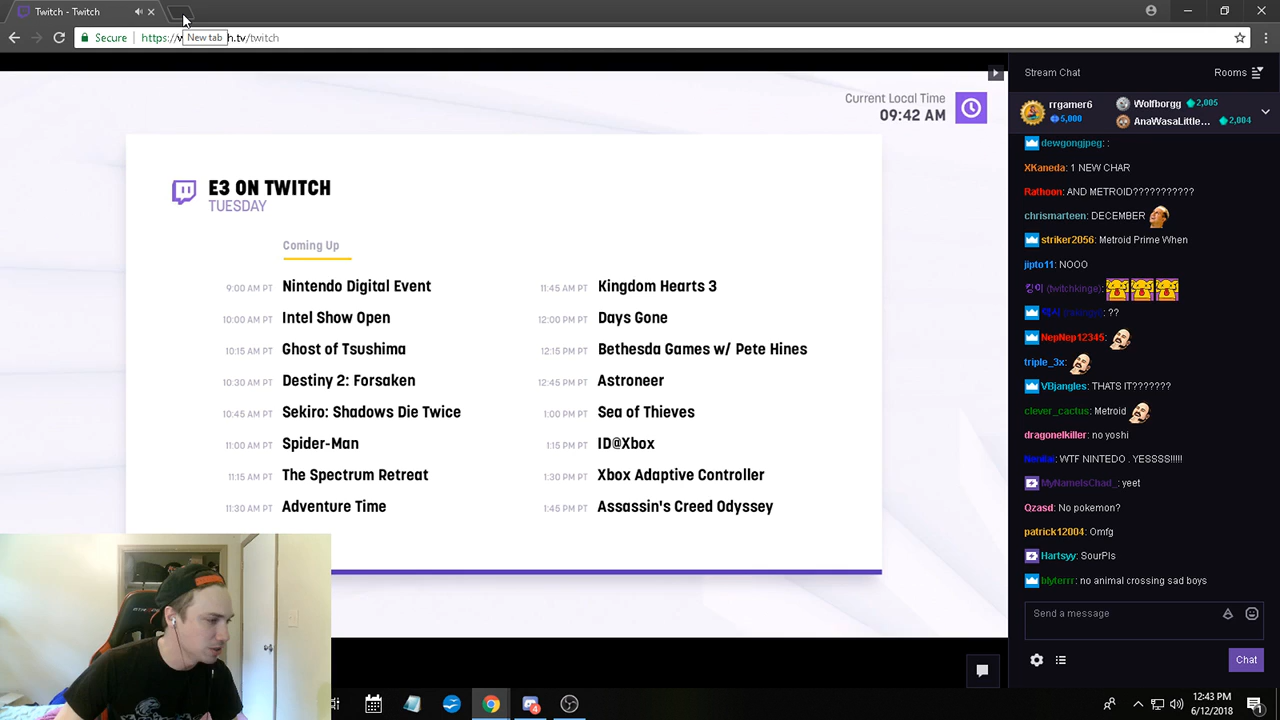 Twitch - Twitch
New tab
Secure
https://w h.tv/twitch
Current Local Time
09:42 AM
E3 ON TWITCH
TUESDAY
Coming Up
9:00 AM PT Nintendo Digital Event
10:00 AM PT Intel Show Open
10:15 AM PT Ghost of Tsushima
10:30 AM PT Destiny 2: Forsaken
10:45 AM PT Sekiro: Shadows Die Twice
11:00 AM PT Spider-Man
11:15 AM PT The Spectrum Retreat
11:30 AM PT Adventure Time
11:45 AM PT Kingdom Hearts 3
12:00 PM PT Days Gone
12:15 PM PT Bethesda Games w/ Pete Hines
12:45 PM PT Astroneer
1:00 PM PT Sea of Thieves
1:15 PM PT ID@Xbox
1:30 PM PT Xbox Adaptive Controller
1:45 PM PT Assassin's Creed Odyssey
Stream Chat
Rooms
rrgamer6
5,000
Wolfborgg 2,005
AnaWasaLittle... 2,004
dewgongjpeg: :
XKaneda: 1 NEW CHAR
Rathoon: AND METROID???????????
chrismarteen: DECEMBER
striker2056: Metroid Prime When
jipto11: NOOO
킹이 (twitchkinge):
??
NepNep12345:
triple_3x:
VBjangles: THATS IT???????
clever_cactus: Metroid
dragonelkiller: no yoshi
WTF NINTEDO . YESSSS!!!!!
MyNameIsChad_: yeet
Qzasd: No pokemon?
patrick12004: Omfg
Hartsyy: SourPls
blyterrr: no animal crossing sad boys
Send a message
Chat
4
12:43 PM
6/12/2018
1